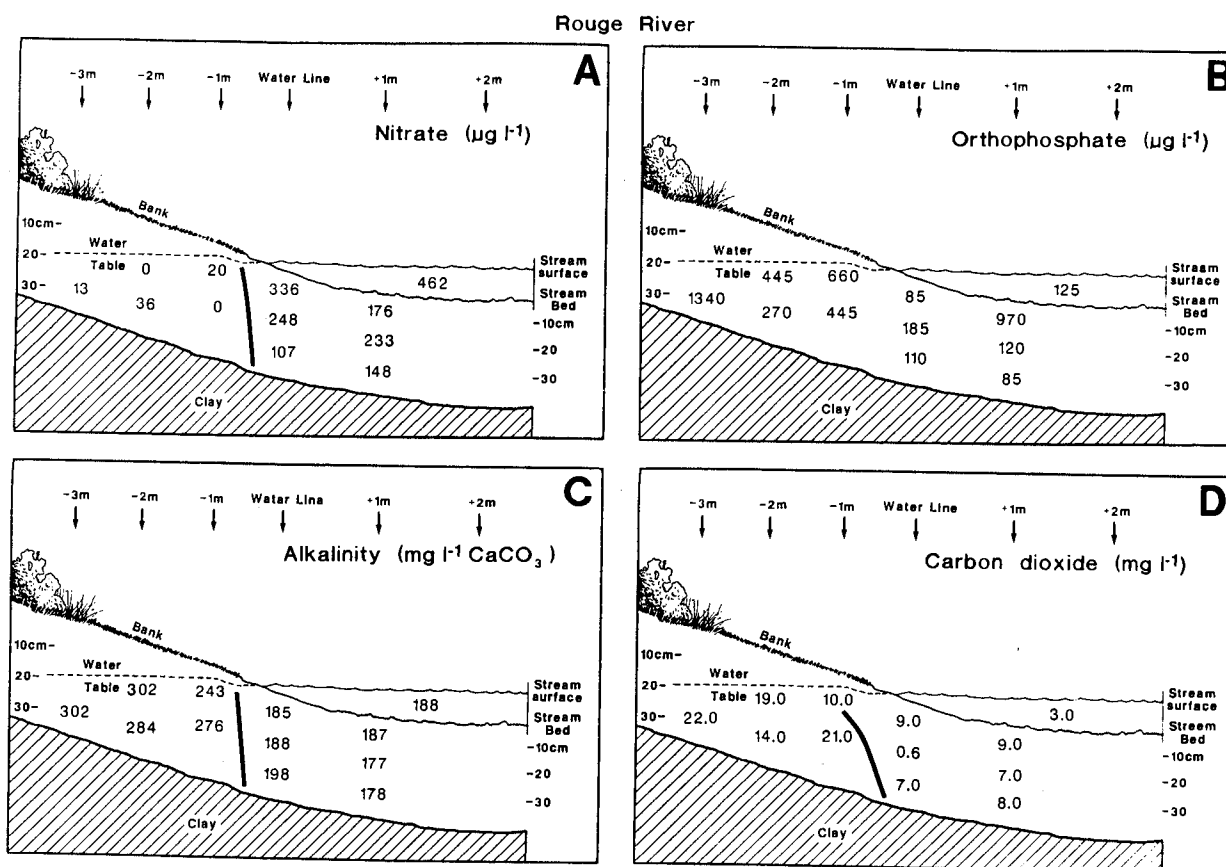 Rouge River
A
-3m -2m -1m Water Line +1m +2m
Nitrate (µg l-1)
Bank
10cm-
Water
20- Table 0 20 462 Stream surface
30- 13 36 0 336 176 Stream Bed
248 233 -10cm
107 148 -20
-30
Clay
B
-3m -2m -1m Water Line +1m +2m
Orthophosphate (µg l-1)
Bank
10cm-
Water
20- Table 445 660 125 Straam surface
30- 1340 270 445 85 970 Straam Bed
185 120 -10cm
110 85 -20
-30
Clay
C
-3m -2m -1m Watar Lina +1m +2m
Alkalinity (mg l-1 CaCO3)
Bank
10cm-
Water
20- Table 302 243 188 Stream surface
30- 302 284 276 185 187 Stream Bed
188 177 -10cm
198 178 -20
-30
Clay
D
-3m -2m -1m Water Line +1m +2m
Carbon dioxide (mg l-1)
Bank
10cm-
Water
20- Table 19.0 10.0 3.0 Stream surface
30- 22.0 14.0 21.0 9.0 9.0 Streem Bed
0.6 7.0 -10cm
7.0 8.0 -20
-30
Clay